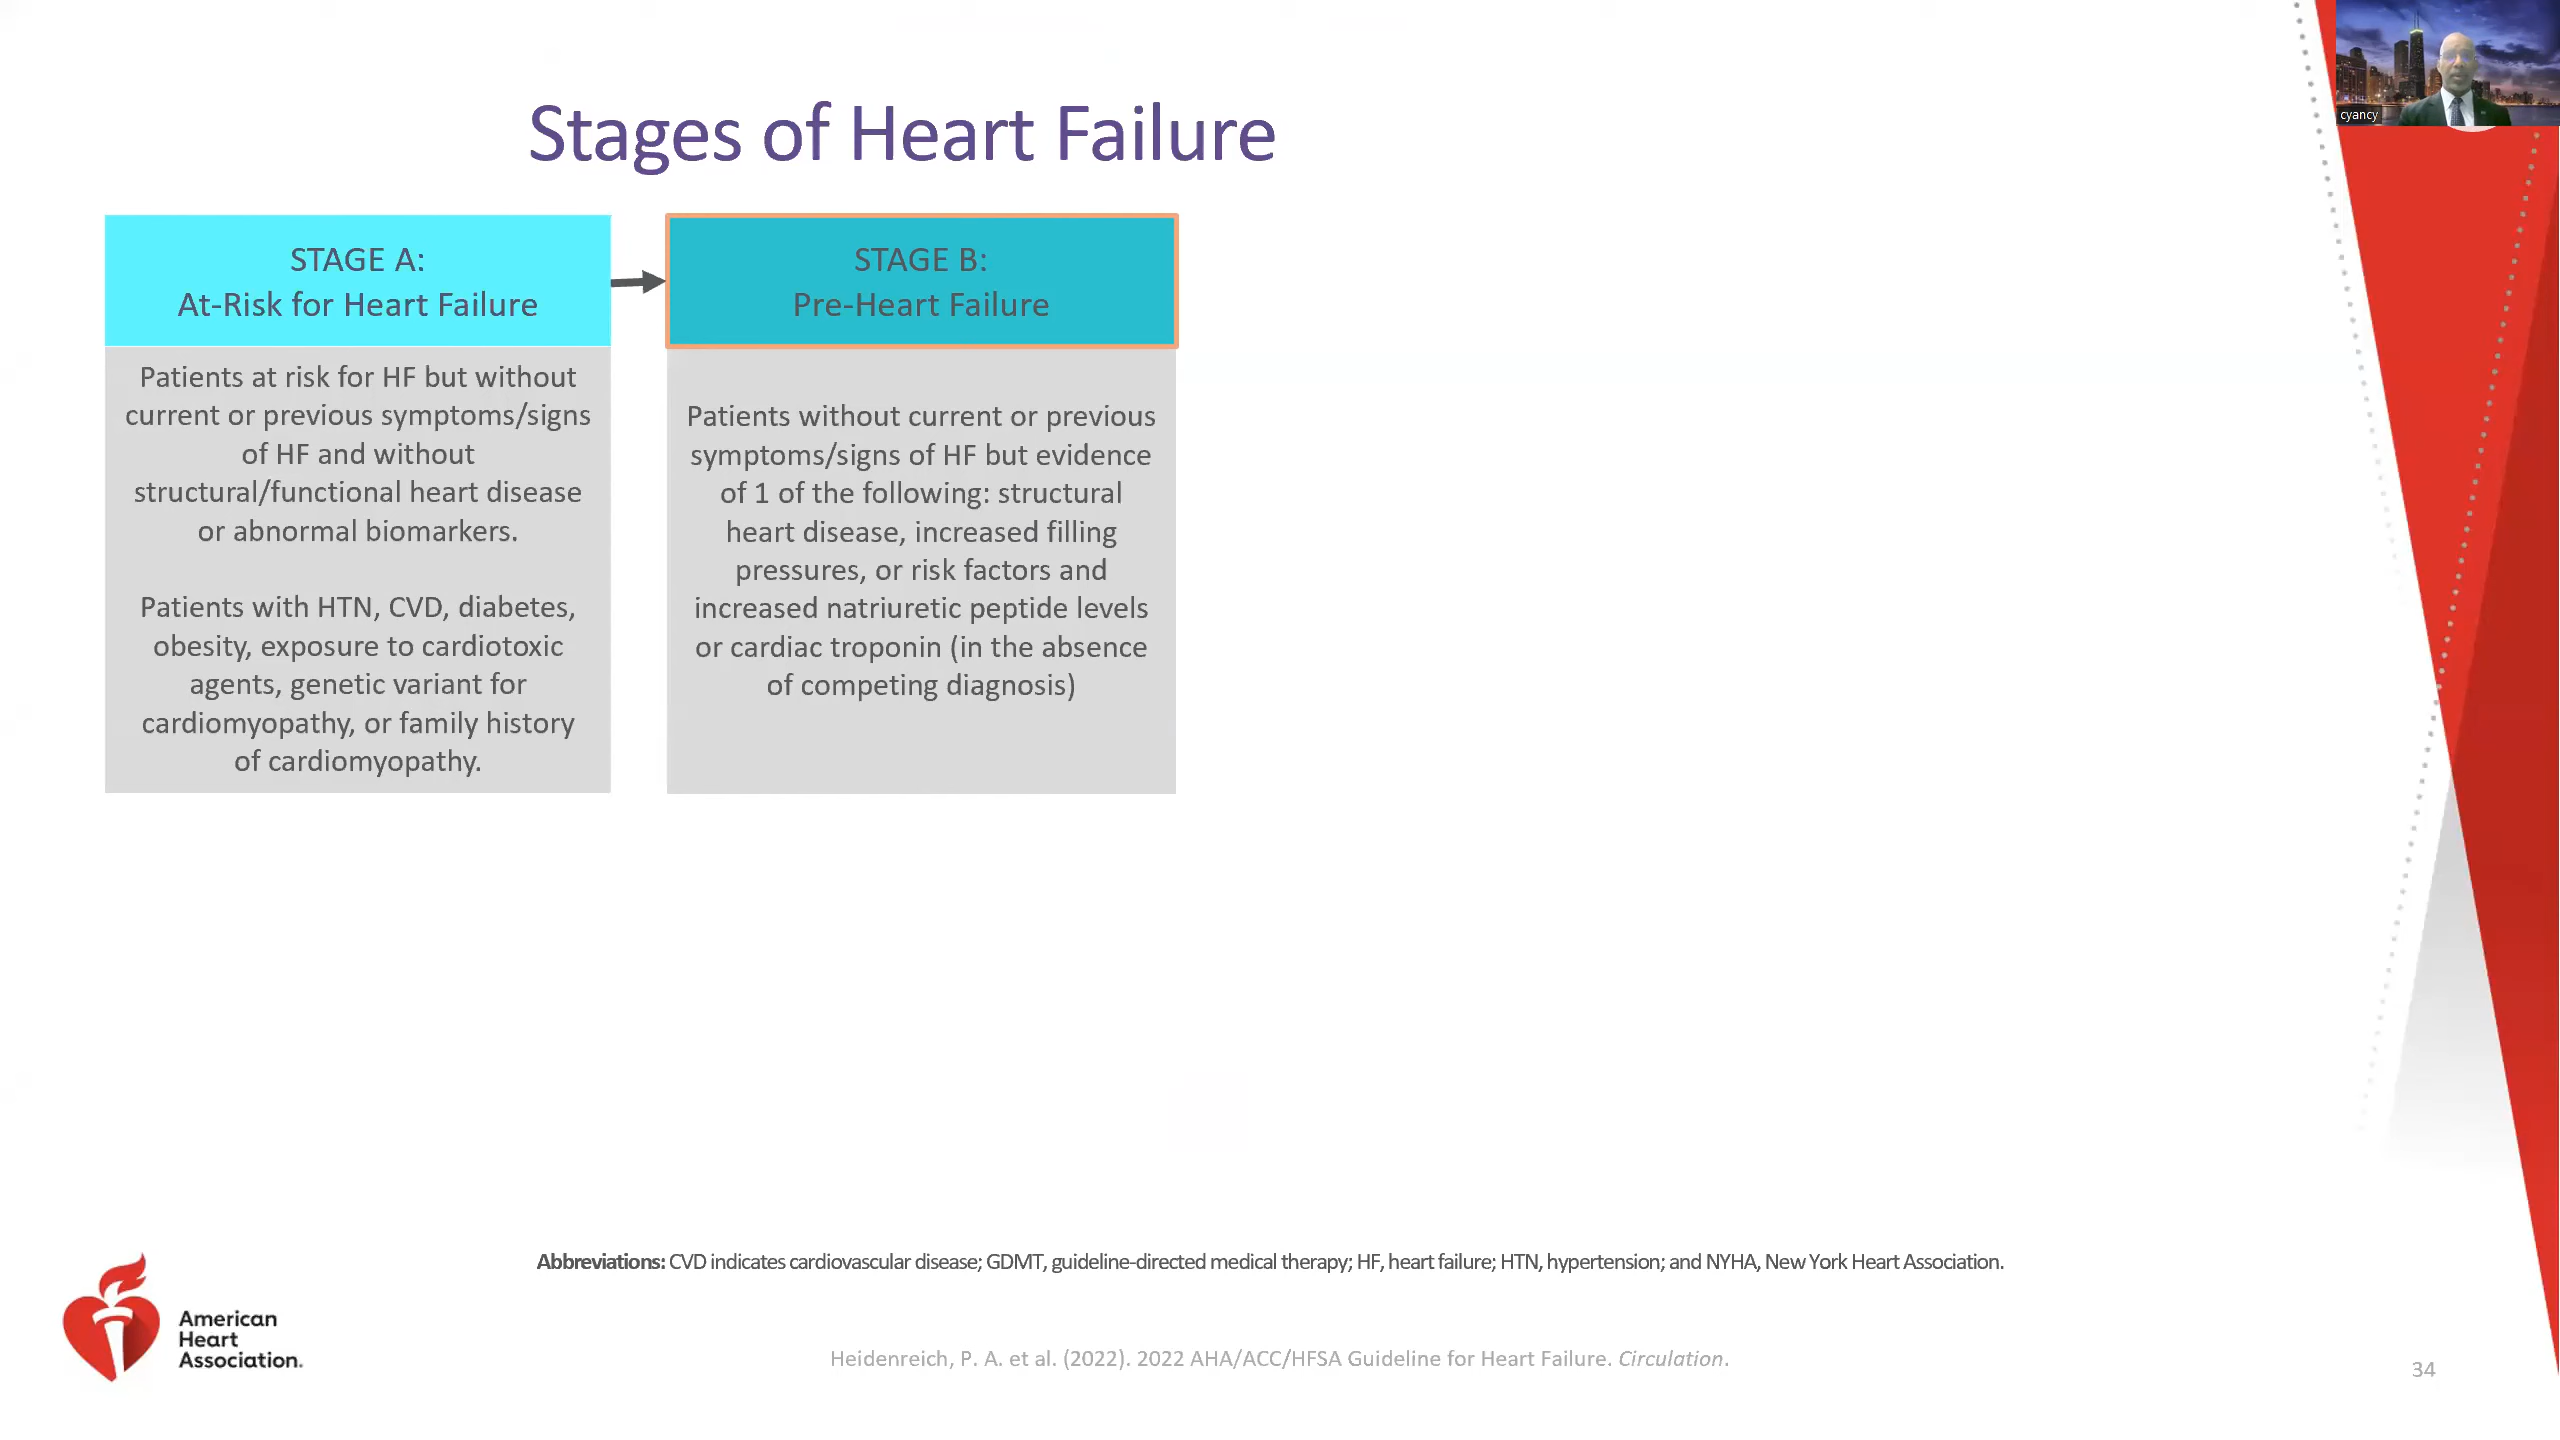 cyancy
Stages of Heart Failure
STAGE A:
At-Risk for Heart Failure
Patients at risk for HF but without
current or previous symptoms/signs
of HF and without
structural/functional heart disease
or abnormal biomarkers.
Patients with HTN, CVD, diabetes,
obesity, exposure to cardiotoxic
agents, genetic variant for
cardiomyopathy, or family history
of cardiomyopathy.
STAGE B:
Pre-Heart Failure
Patients without current or previous
symptoms/signs of HF but evidence
of 1 of the following: structural
heart disease, increased filling
pressures, or risk factors and
increased natriuretic peptide levels
or cardiac troponin (in the absence
of competing diagnosis)
Abbreviations: CVD indicates cardiovascular disease; GDMT, guideline-directed medical therapy; HF, heart failure; HTN, hypertension; and NYHA, New York Heart Association.
American
Heart
Association.
Heidenreich, P. A. et al. (2022). 2022 AHA/ACC/HFSA Guideline for Heart Failure. Circulation.
34